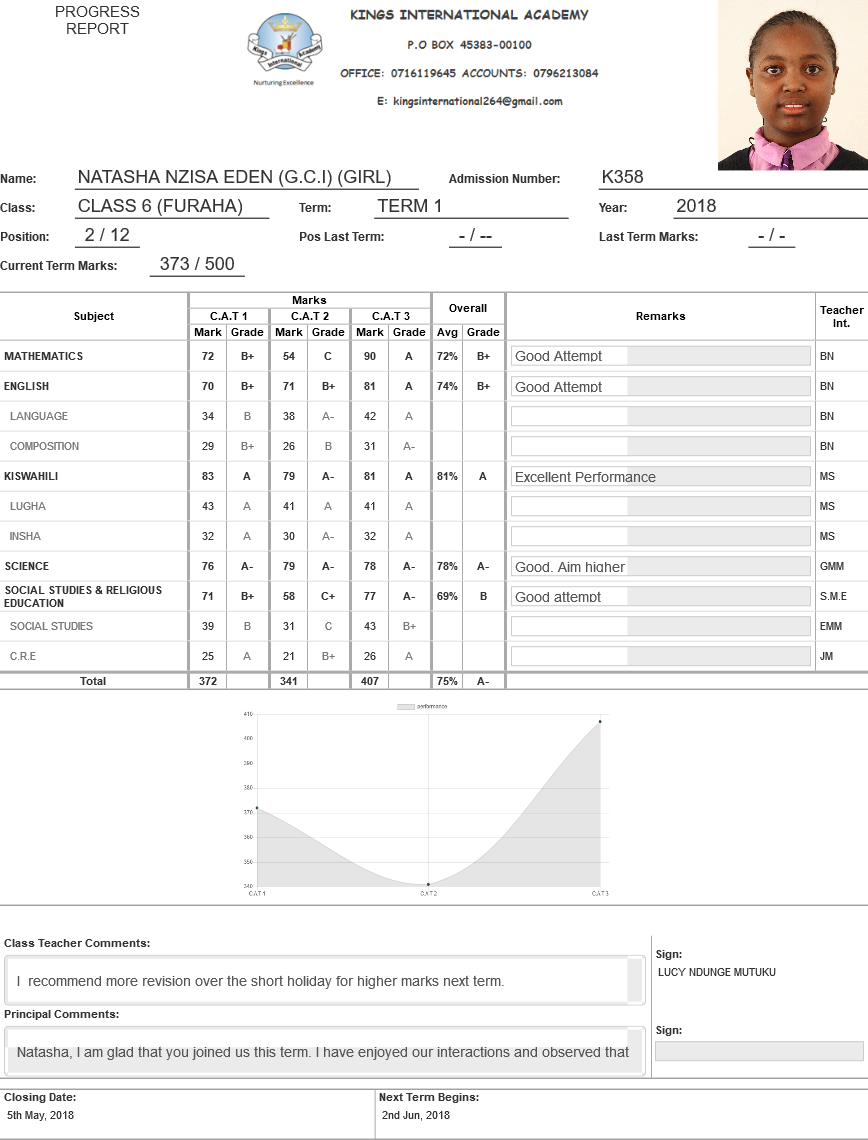 PROGRESS
REPORT
KINGS INTERNATIONAL ACADEMY
P.O BOX 45383-00100
OFFICE: 0716119645 ACCOUNTS: 0796213084
E: kingsinternational264@gmail.com
Kings International Academy
Nurturing Excellence
Name: NATASHA NZISA EDEN (G.C.I) (GIRL) Admission Number: K358
Class: CLASS 6 (FURAHA) Term: TERM 1 Year: 2018
Position: 2 / 12 Pos Last Term: - / -- Last Term Marks: - / -
Current Term Marks: 373 / 500
Subject Marks Overall Remarks Teacher Int.
C.A.T 1 C.A.T 2 C.A.T 3
Mark Grade Mark Grade Mark Grade Avg Grade
MATHEMATICS 72 B+ 54 C 90 A 72% B+ Good Attempt BN
ENGLISH 70 B+ 71 B+ 81 A 74% B+ Good Attempt BN
LANGUAGE 34 B 38 A- 42 A BN
COMPOSITION 29 B+ 26 B 31 A- BN
KISWAHILI 83 A 79 A- 81 A 81% A Excellent Performance MS
LUGHA 43 A 41 A 41 A MS
INSHA 32 A 30 A- 32 A MS
SCIENCE 76 A- 79 A- 78 A- 78% A- Good. Aim higher GMM
SOCIAL STUDIES & RELIGIOUS
EDUCATION 71 B+ 58 C+ 77 A- 69% B Good attempt S.M.E
SOCIAL STUDIES 39 B 31 C 43 B+ EMM
C.R.E 25 A 21 B+ 26 A JM
Total 372 341 407 75% A-
performance
410
400
390
380
370
360
350
340
C.A.T 1 C.A.T 2 C.A.T 3
Class Teacher Comments:
I recommend more revision over the short holiday for higher marks next term.
Sign:
LUCY NDUNGE MUTUKU
Principal Comments:
Natasha, I am glad that you joined us this term. I have enjoyed our interactions and observed that
Sign:
Closing Date: Next Term Begins:
5th May, 2018 2nd Jun, 2018